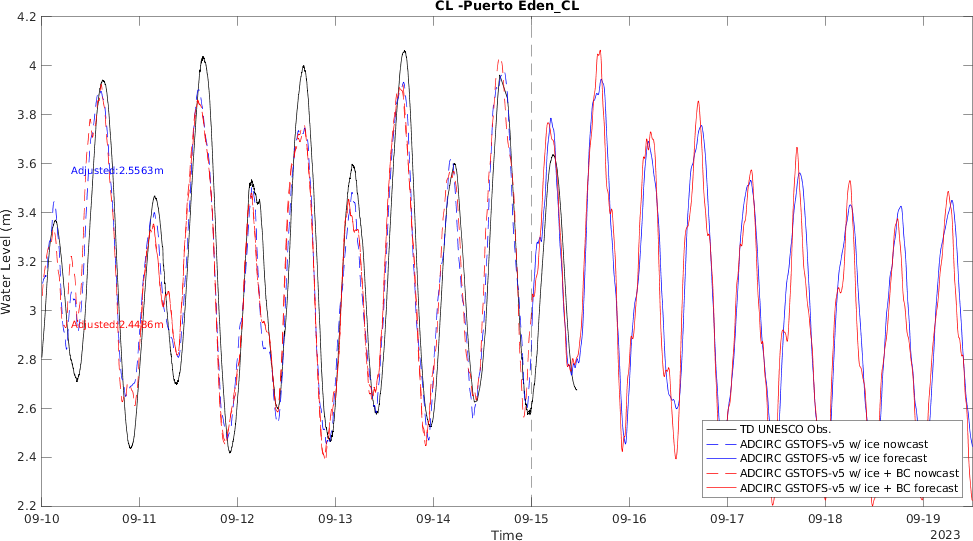 CL -Puerto Eden_CL
4.2
4
3.8
3.6
3.4
3.2
3
2.8
2.6
2.4
2.2
Water Level (m)
Adjusted:2.5563m
Adjusted:2.4486m
TD UNESCO Obs.
ADCIRC GSTOFS-v5 w/ ice nowcast
ADCIRC GSTOFS-v5 w/ ice forecast
ADCIRC GSTOFS-v5 w/ ice + BC nowcast
ADCIRC GSTOFS-v5 w/ ice + BC forecast
09-10 09-11 09-12 09-13 09-14 09-15 09-16 09-17 09-18 09-19
Time
2023